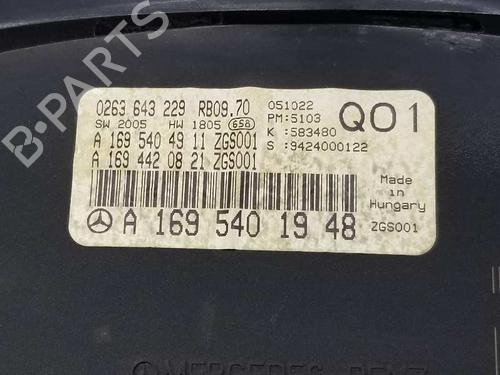 0263 643 229 RB09.70
SW 2005 HW 1805 658
A 169 540 49 11 ZGS001
A 169 442 08 21 ZGS001
051022
PM:5103
K :583480
S :9424000122
Q01
Made in Hungary
A 169 540 19 48
ZGS001
B-PARTS